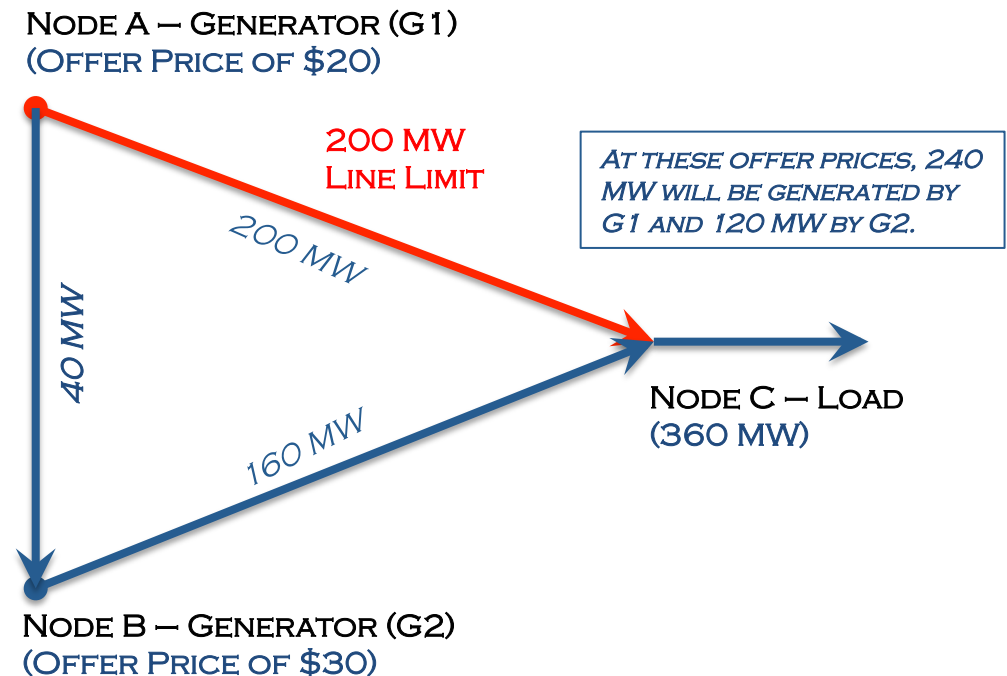 Node A – Generator (G1)
(Offer Price of $20)
200 MW
Line Limit
At these offer prices, 240
MW will be generated by
G1 and 120 MW by G2.
200 MW
40 MW
160 MW
Node C – Load
(360 MW)
Node B – Generator (G2)
(Offer Price of $30)